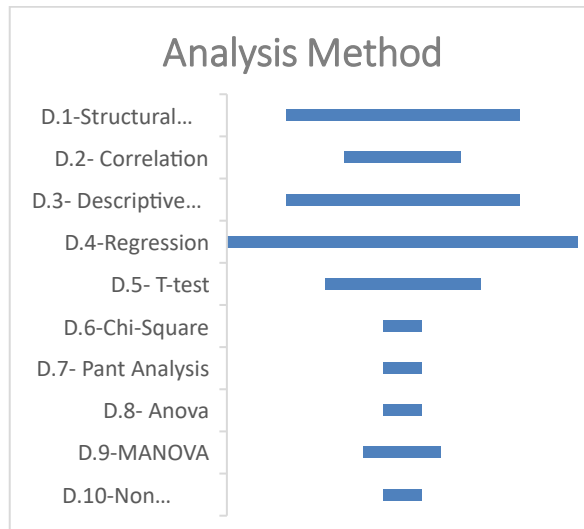 Analysis Method
D.1-Structural...
D.2- Correlation
D.3- Descriptive...
D.4-Regression
D.5- T-test
D.6-Chi-Square
D.7- Pant Analysis
D.8- Anova
D.9-MANOVA
D.10-Non...